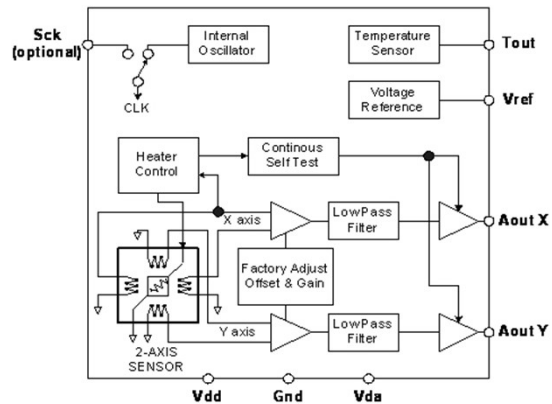 Sck
(optional)
Internal
Oscillator
CLK
Temperature
Sensor
Tout
Voltage
Reference
Vref
Heater
Control
Continous
Self Test
X axis
LowPass
Filter
Aout X
Factory Adjust
Offset & Gain
Y axis
LowPass
Filter
Aout Y
2-AXIS
SENSOR
Vdd
Gnd
Vda